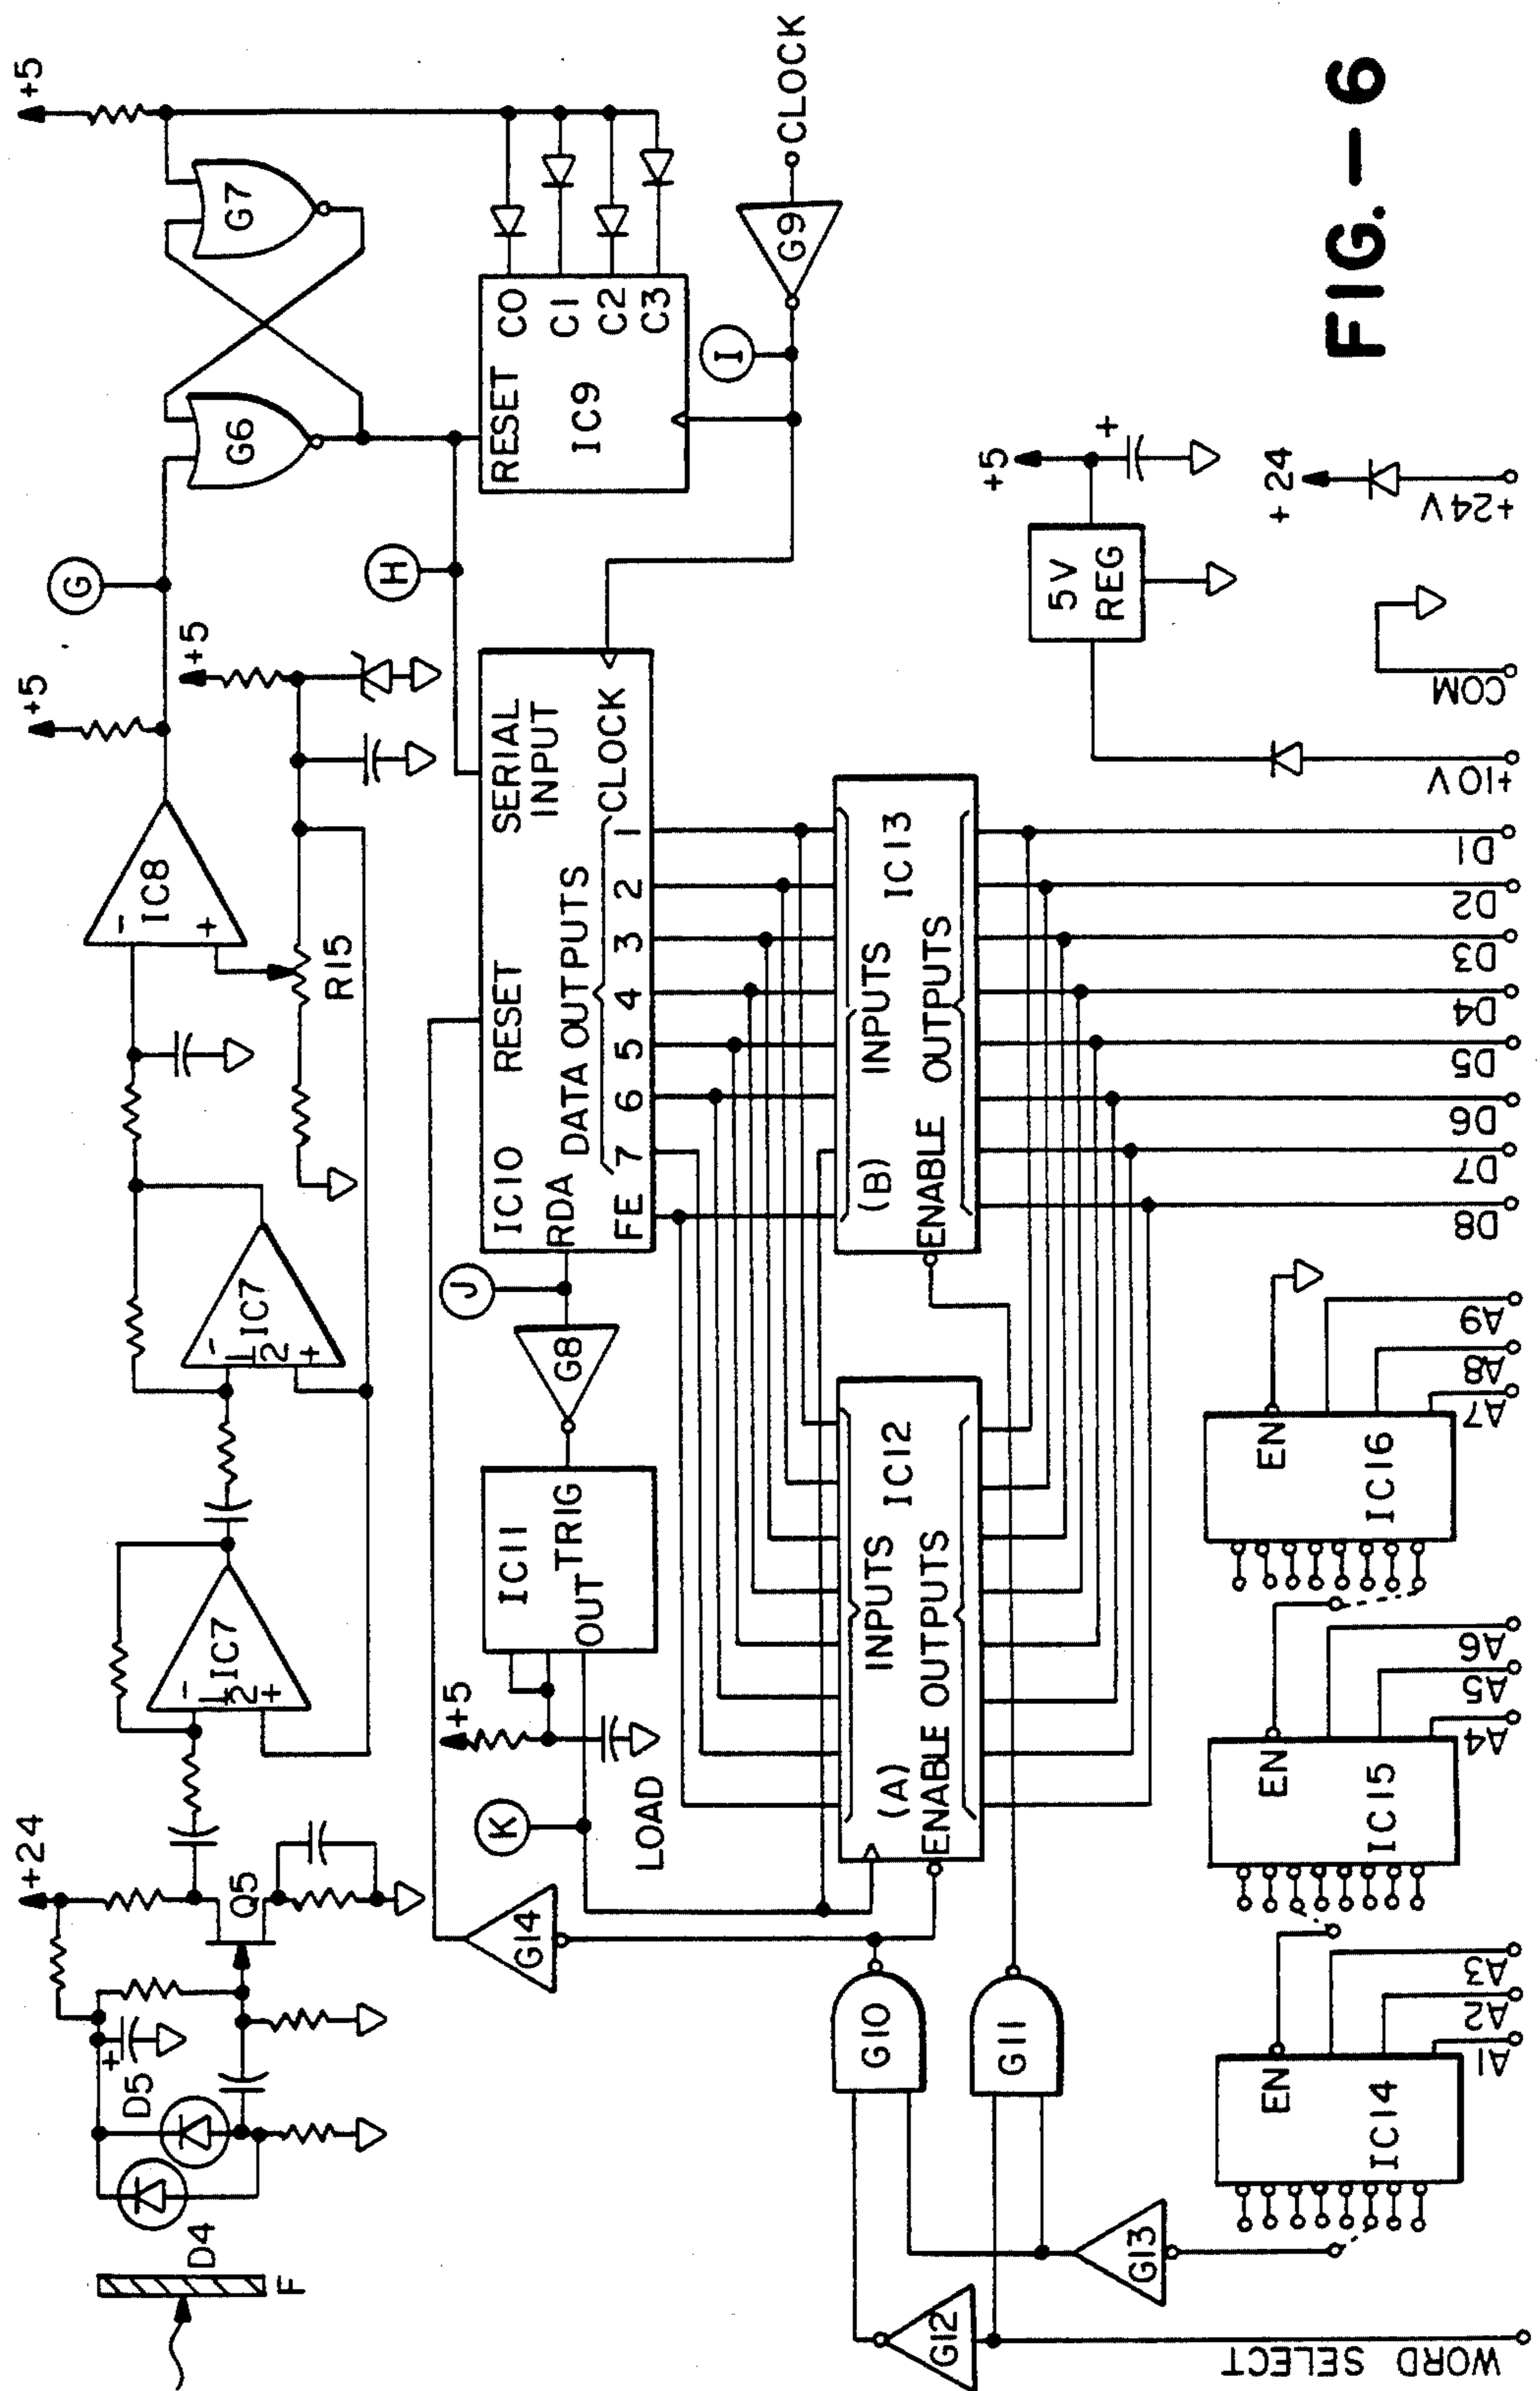 +24
+5
+5
+5
G
D4
D5
F
Q5
- 1/2 IC7 +
- 1/2 IC7 +
- IC8 +
R15
G6
G7
H
RESET
C0
C1
C2
C3
IC9
I
G9
CLOCK
G14
K
+5
LOAD
IC11
TRIG
OUT
G8
J
IC10
RESET
SERIAL INPUT
RDA
DATA OUTPUTS
CLOCK
FE 7 6 5 4 3 2 1
G10
G11
G12
G13
(A)
INPUTS
IC12
ENABLE OUTPUTS
(B)
INPUTS
IC13
ENABLE OUTPUTS
5V REG
+5
+
+24
WORD SELECT
EN
IC14
A1
A2
A3
EN
IC15
A4
A5
A6
EN
IC16
A7
A8
A9
D8
D7
D6
D5
D4
D3
D2
D1
+10V
COM
+24V
FIG. - 6